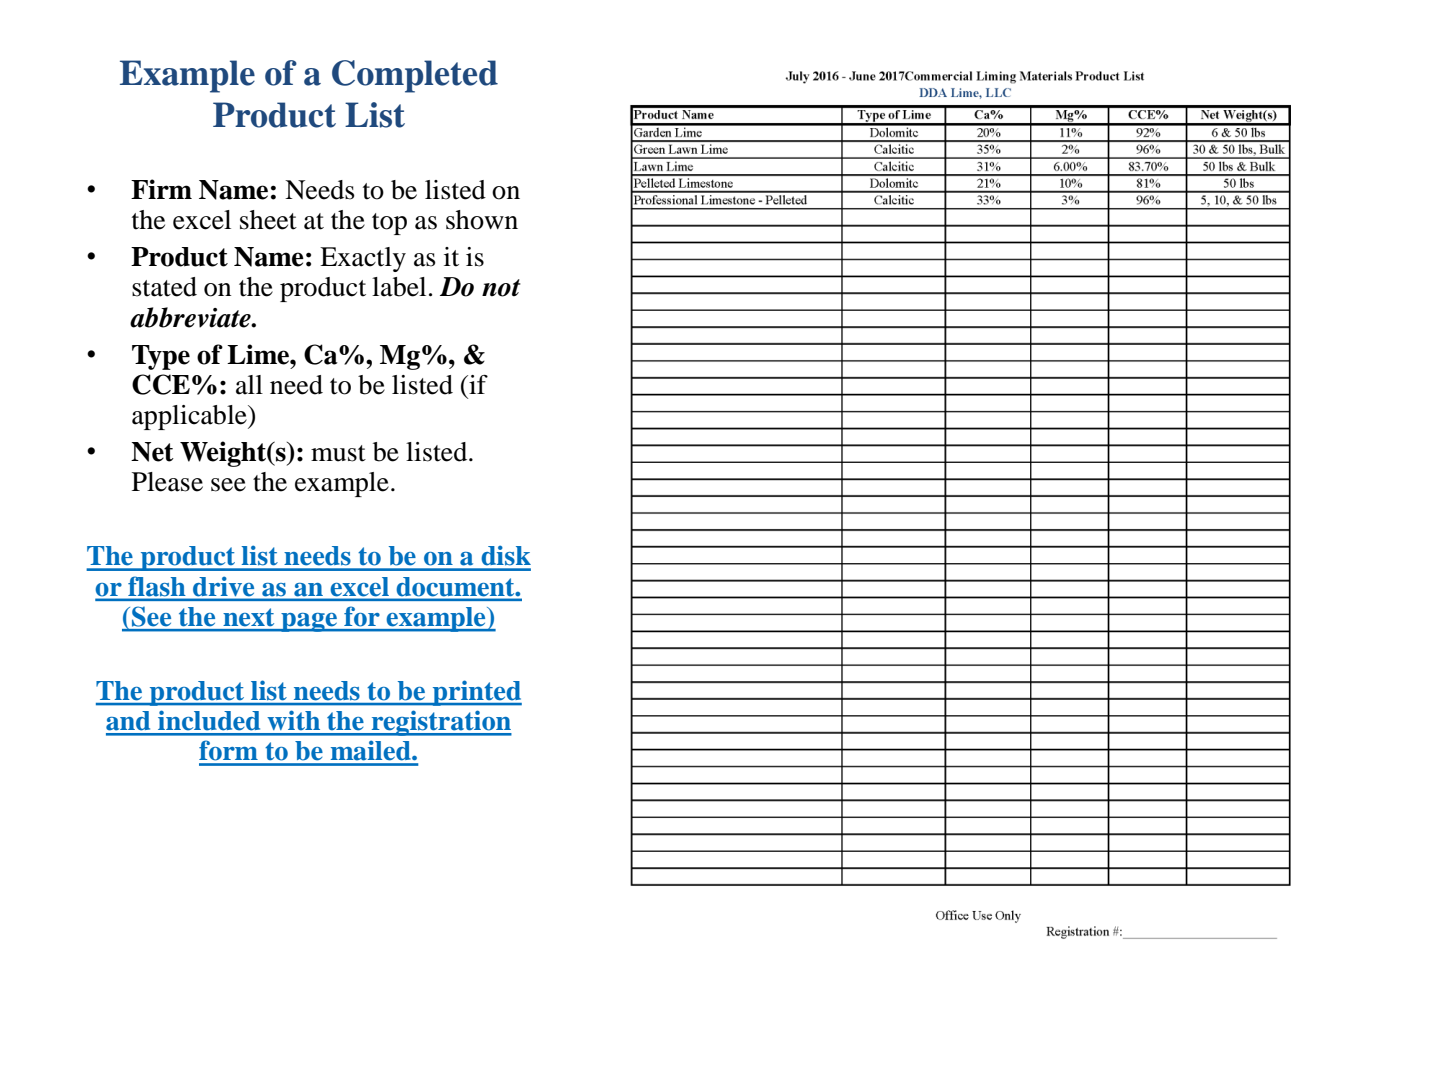 Example of a Completed
Product List
• Firm Name: Needs to be listed on
the excel sheet at the top as shown
• Product Name: Exactly as it is
stated on the product label. Do not
abbreviate.
• Type of Lime, Ca%, Mg%, &
CCE%: all need to be listed (if
applicable)
• Net Weight(s): must be listed.
Please see the example.
The product list needs to be on a disk
or flash drive as an excel document.
(See the next page for example)
The product list needs to be printed
and included with the registration
form to be mailed.
July 2016 - June 2017Commercial Liming Materials Product List
DDA Lime, LLC
Product Name Type of Lime Ca% Mg% CCE% Net Weight(s)
Garden Lime Dolomite 20% 11% 92% 6 & 50 lbs
Green Lawn Lime Calcitic 35% 2% 96% 30 & 50 lbs, Bulk
Lawn Lime Calcitic 31% 6.00% 83.70% 50 lbs & Bulk
Pelleted Limestone Dolomite 21% 10% 81% 50 lbs
Professional Limestone - Pelleted Calcitic 33% 3% 96% 5, 10, & 50 lbs
Office Use Only
Registration #:__________________________